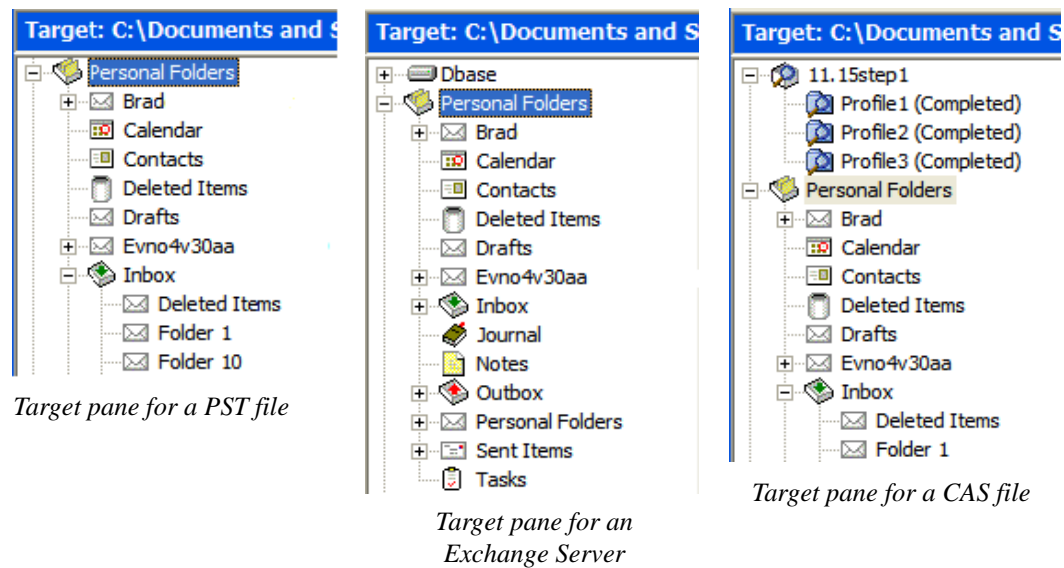 Target: C:\Documents and S
Personal Folders
Brad
Calendar
Contacts
Deleted Items
Drafts
Evno4v30aa
Inbox
Deleted Items
Folder 1
Folder 10
Target pane for a PST file
Target: C:\Documents and S
Dbase
Personal Folders
Brad
Calendar
Contacts
Deleted Items
Drafts
Evno4v30aa
Inbox
Journal
Notes
Outbox
Personal Folders
Sent Items
Tasks
Target pane for an
Exchange Server
Target: C:\Documents and S
11.15step1
Profile1 (Completed)
Profile2 (Completed)
Profile3 (Completed)
Personal Folders
Brad
Calendar
Contacts
Deleted Items
Drafts
Evno4v30aa
Inbox
Deleted Items
Folder 1
Target pane for a CAS file